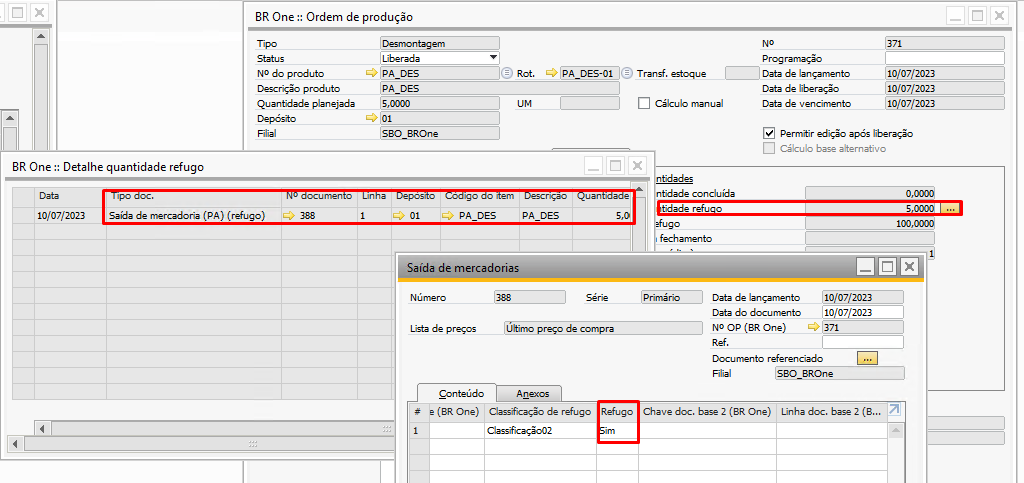 BR One :: Ordem de produção
Tipo Desmontagem Nº 371
Status Liberada Programação
Nº do produto PA_DES Rot. PA_DES-01 Transf. estoque Data de lançamento 10/07/2023
Descrição produto PA_DES Data de liberação 10/07/2023
Quantidade planejada 5,0000 UM Cálculo manual Data de vencimento 10/07/2023
Depósito 01
Filial SBO_BROne Permitir edição após liberação
Cálculo base alternativo
BR One :: Detalhe quantidade refugo
Data Tipo doc. Nº documento Linha Depósito Código do item Descrição Quantidade
10/07/2023 Saída de mercadoria (PA) (refugo) 388 1 01 PA_DES PA_DES 5,0
ntidades
ntidade concluída 0,0000
ntidade refugo 5,0000 ...
efugo 100,0000
fechamento
1
Saída de mercadorias
Número 388 Série Primário Data de lançamento 10/07/2023
Data do documento 10/07/2023
Lista de preços Último preço de compra Nº OP (BR One) 371
Ref.
Documento referenciado ...
Filial SBO_BROne
Conteúdo Anexos
# e (BR One) Classificação de refugo Refugo Chave doc. base 2 (BR One) Linha doc. base 2 (B...
1 Classificação02 Sim